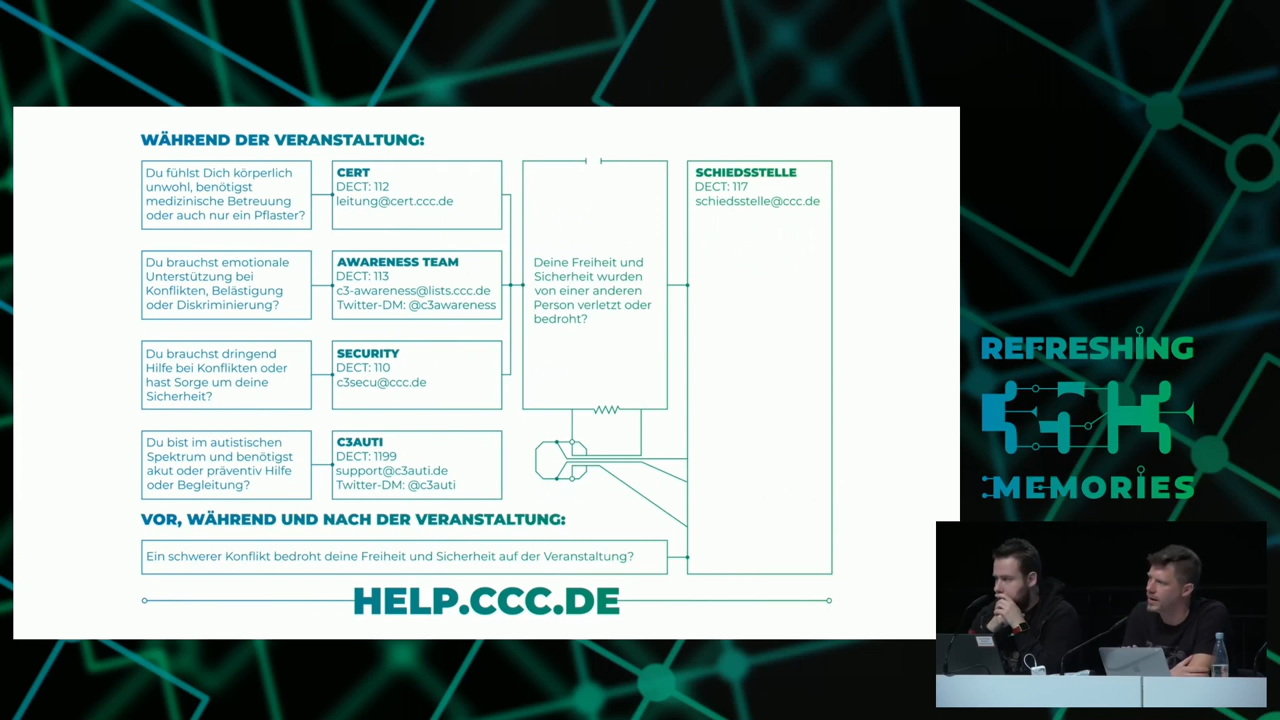 WÄHREND DER VERANSTALTUNG:
Du fühlst Dich körperlich
unwohl, benötigst
medizinische Betreuung
oder auch nur ein Pflaster?
CERT
DECT: 112
leitung@cert.ccc.de
Du brauchst emotionale
Unterstützung bei
Konflikten, Belästigung
oder Diskriminierung?
AWARENESS TEAM
DECT: 113
c3-awareness@lists.ccc.de
Twitter-DM: @c3awareness
Du brauchst dringend
Hilfe bei Konflikten oder
hast Sorge um deine
Sicherheit?
SECURITY
DECT: 110
c3secu@ccc.de
Du bist im autistischen
Spektrum und benötigst
akut oder präventiv Hilfe
oder Begleitung?
C3AUTI
DECT: 1199
support@c3auti.de
Twitter-DM: @c3auti
Deine Freiheit und
Sicherheit wurden
von einer anderen
Person verletzt oder
bedroht?
SCHIEDSSTELLE
DECT: 117
schiedsstelle@ccc.de
VOR, WÄHREND UND NACH DER VERANSTALTUNG:
Ein schwerer Konflikt bedroht deine Freiheit und Sicherheit auf der Veranstaltung?
HELP.CCC.DE
REFRESHING
MEMORIES